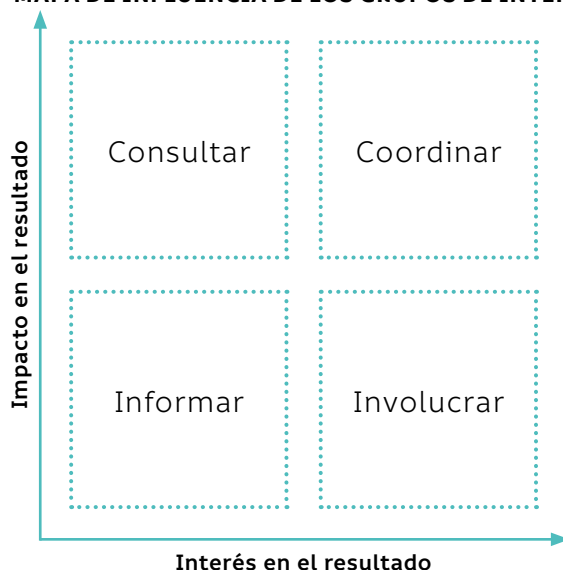 MAPA DE INFLUENCIA DE LOS GRUPOS DE
Consultar
Coordinar
Impacto en el resultado
Informar
Involucrar
Interés en el resultado